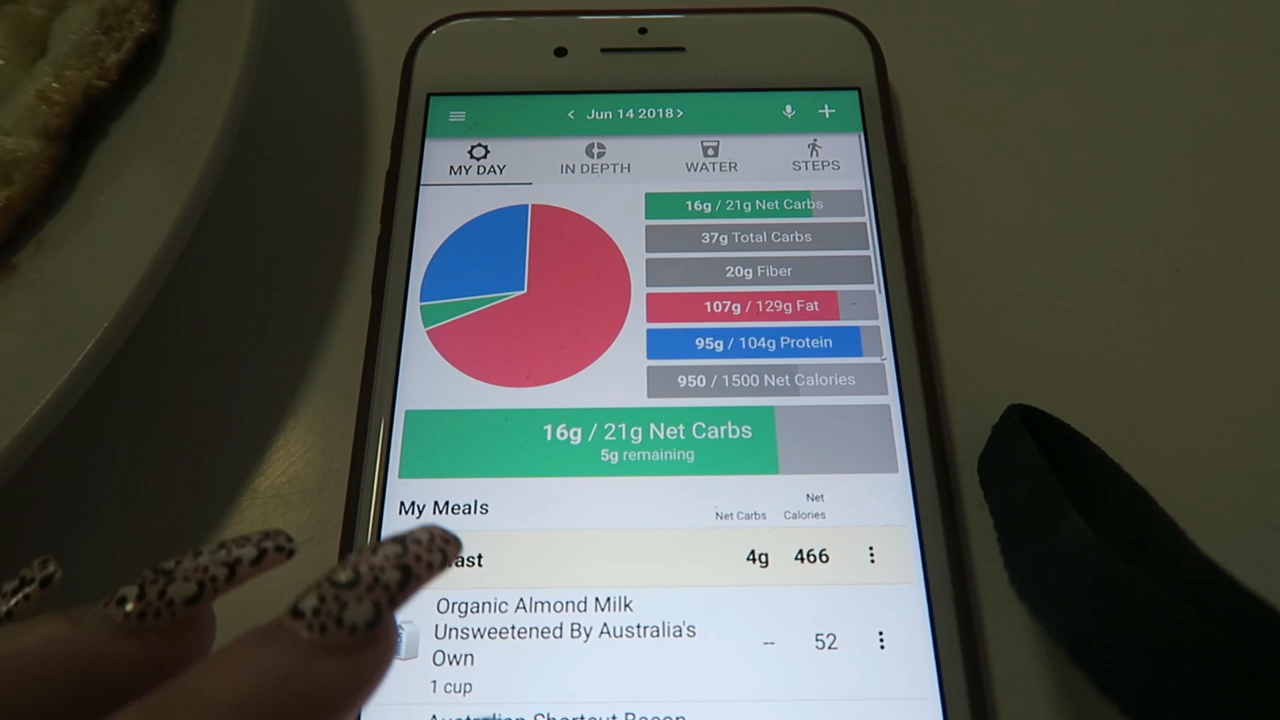 Jun 14 2018
MY DAY
IN DEPTH
WATER
STEPS
16g / 21g Net Carbs
37g Total Carbs
20g Fiber
107g / 129g Fat
95g / 104g Protein
950 / 1500 Net Calories
16g / 21g Net Carbs
5g remaining
My Meals
Net Carbs
Net
Calories
ast
4g
466
Organic Almond Milk
Unsweetened By Australia's
Own
--
52
1 cup